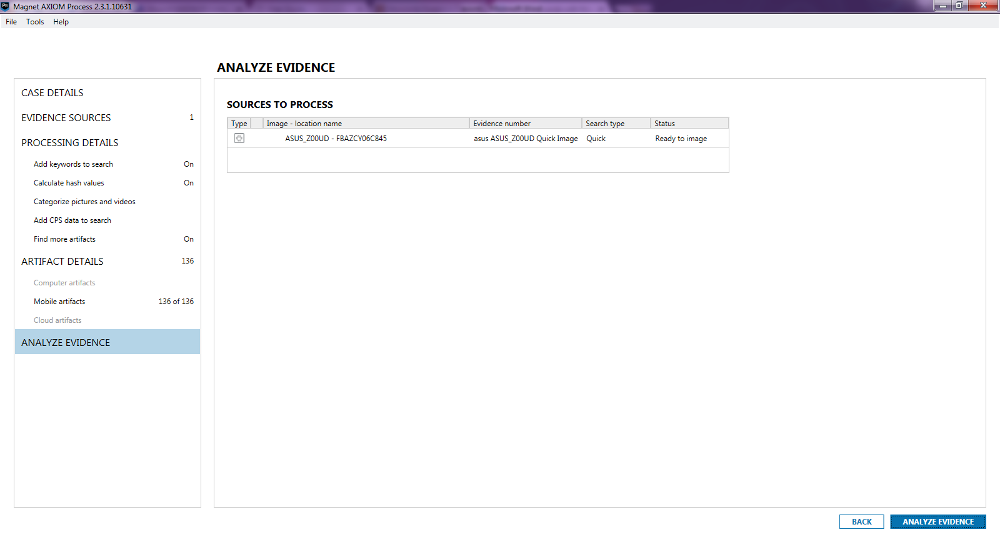 Magnet AXIOM Process 2.3.1.10631
File Tools Help
ANALYZE EVIDENCE
CASE DETAILS
EVIDENCE SOURCES 1
PROCESSING DETAILS
Add keywords to search On
Calculate hash values On
Categorize pictures and videos
Add CPS data to search
Find more artifacts On
ARTIFACT DETAILS 136
Computer artifacts
Mobile artifacts 136 of 136
Cloud artifacts
ANALYZE EVIDENCE
SOURCES TO PROCESS
Type Image - location name Evidence number Search type Status
ASUS_Z00UD - FBAZCY06C845 asus ASUS_Z00UD Quick Image Quick Ready to image
BACK ANALYZE EVIDENCE